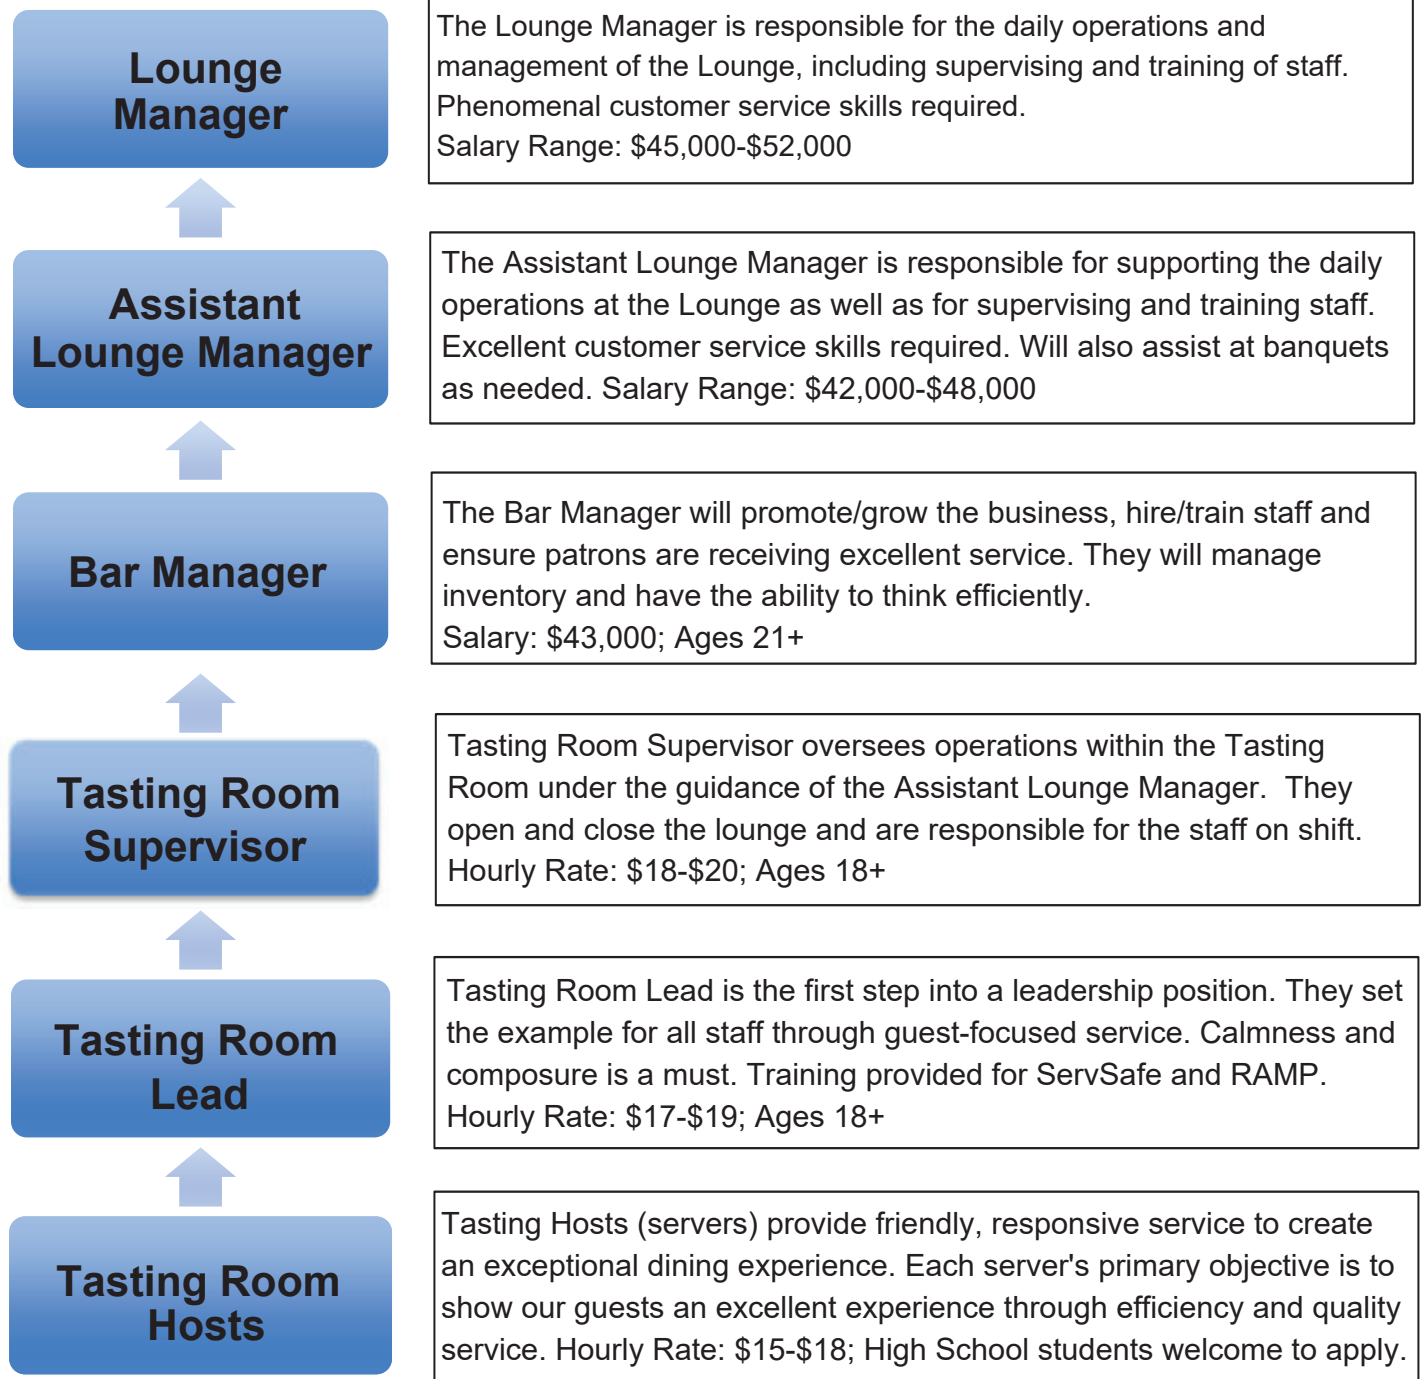 Lounge
Manager
The Lounge Manager is responsible for the daily operations and
management of the Lounge, including supervising and training of staff.
Phenomenal customer service skills required.
Salary Range: $45,000-$52,000
Assistant
Lounge Manager
The Assistant Lounge Manager is responsible for supporting the daily
operations at the Lounge as well as for supervising and training staff.
Excellent customer service skills required. Will also assist at banquets
as needed. Salary Range: $42,000-$48,000
Bar Manager
The Bar Manager will promote/grow the business, hire/train staff and
ensure patrons are receiving excellent service. They will manage
inventory and have the ability to think efficiently.
Salary: $43,000; Ages 21+
Tasting Room
Supervisor
Tasting Room Supervisor oversees operations within the Tasting
Room under the guidance of the Assistant Lounge Manager.  They
open and close the lounge and are responsible for the staff on shift.
Hourly Rate: $18-$20; Ages 18+
Tasting Room
Lead
Tasting Room Lead is the first step into a leadership position. They set
the example for all staff through guest-focused service. Calmness and
composure is a must. Training provided for ServSafe and RAMP.
Hourly Rate: $17-$19; Ages 18+
Tasting Room
Hosts
Tasting Hosts (servers) provide friendly, responsive service to create
an exceptional dining experience. Each server's primary objective is to
show our guests an excellent experience through efficiency and quality
service. Hourly Rate: $15-$18; High School students welcome to apply.